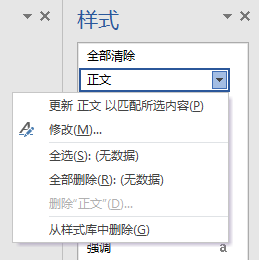 样式
全部清除
正文
更新 正文 以匹配所选内容(P)
修改(M)...
全选(S): (无数据)
全部删除(R): (无数据)
删除“正文”(D)...
从样式库中删除(G)
强调 a